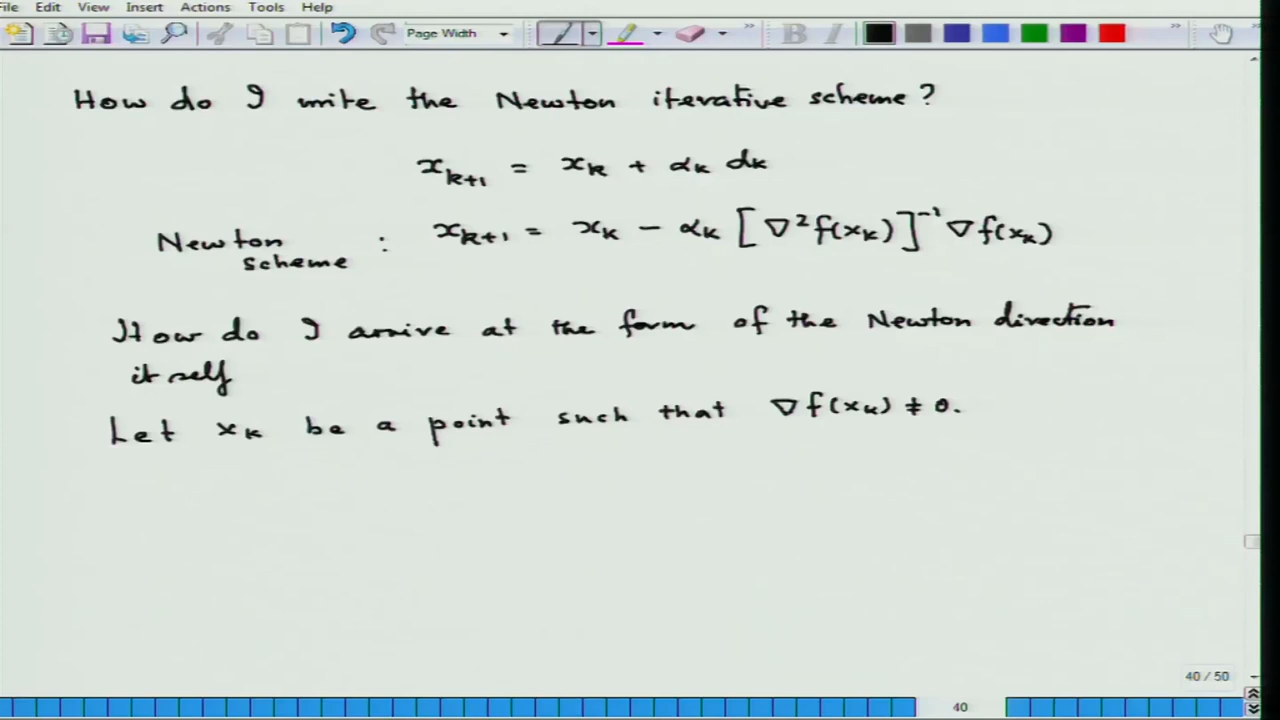 File Edit View Insert Actions Tools Help
Page Width
B I
How do I write the Newton iterative scheme?
x_{k+1} = x_k + α_k d_k
Newton scheme : x_{k+1} = x_k − α_k [∇²f(x_k)]⁻¹ ∇f(x_k)
How do I arrive at the form of the Newton direction
itself
Let x_k be a point such that ∇f(x_k) ≠ 0.
40 / 50
40